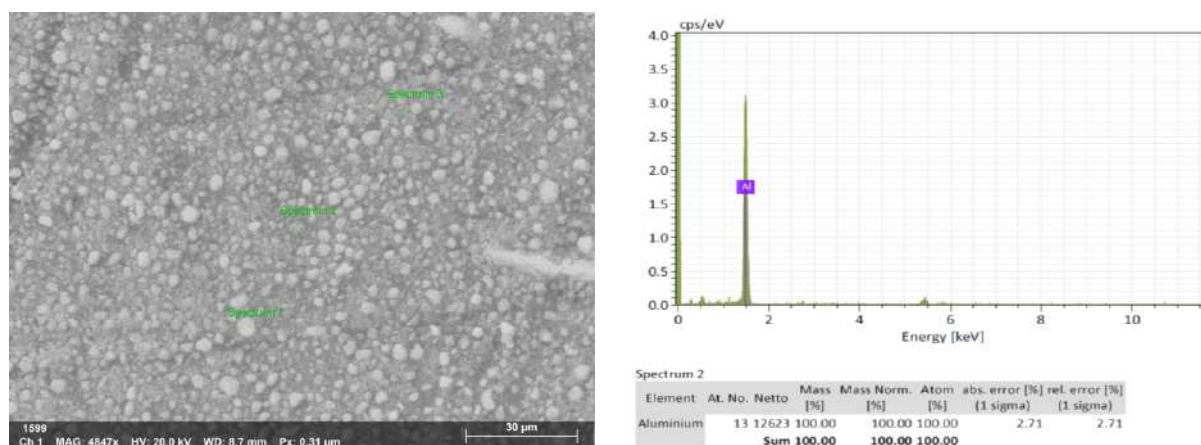 Spectrum 3
Spectrum 2
Spectrum 1
1599
Ch 1 MAG: 4847x HV: 20.0 kV WD: 8.7 mm Px: 0.31 µm
30 µm
cps/eV
4.0
3.5
3.0
2.5
2.0
1.5
1.0
0.5
0.0
Al
0 2 4 6 8 10
Energy [keV]
Spectrum 2
Element At. No. Netto Mass Mass Norm. Atom abs. error [%] rel. error [%]
[%] [%] [%] (1 sigma) (1 sigma)
Aluminium 13 12623 100.00 100.00 100.00 2.71 2.71
Sum 100.00 100.00 100.00